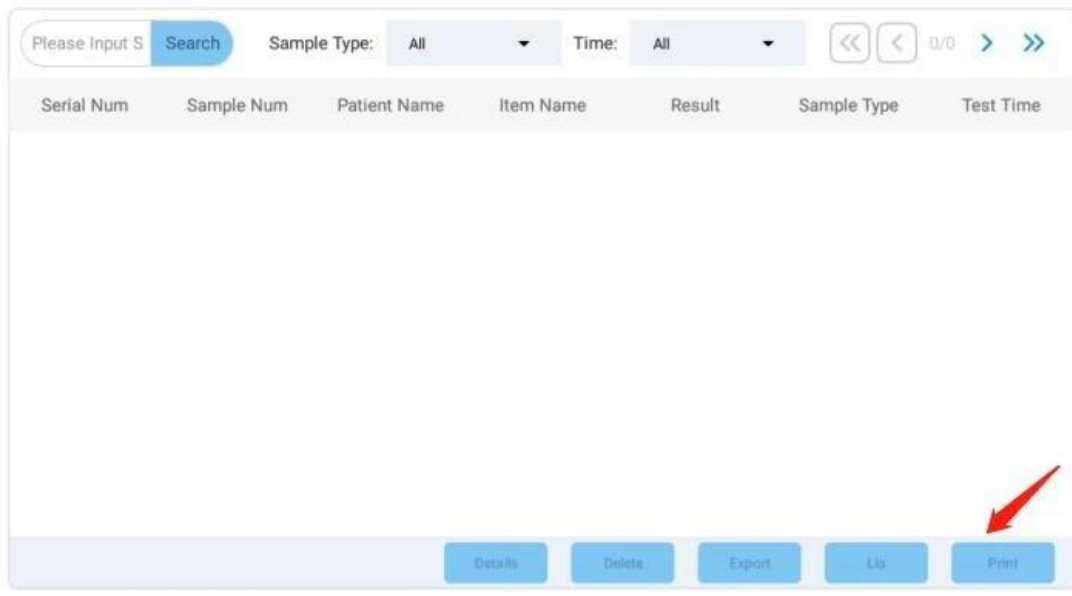 Please Input S Search Sample Type: All Time: All 0/0
Serial Num Sample Num Patient Name Item Name Result Sample Type Test Time
Details Delete Export Lis Print